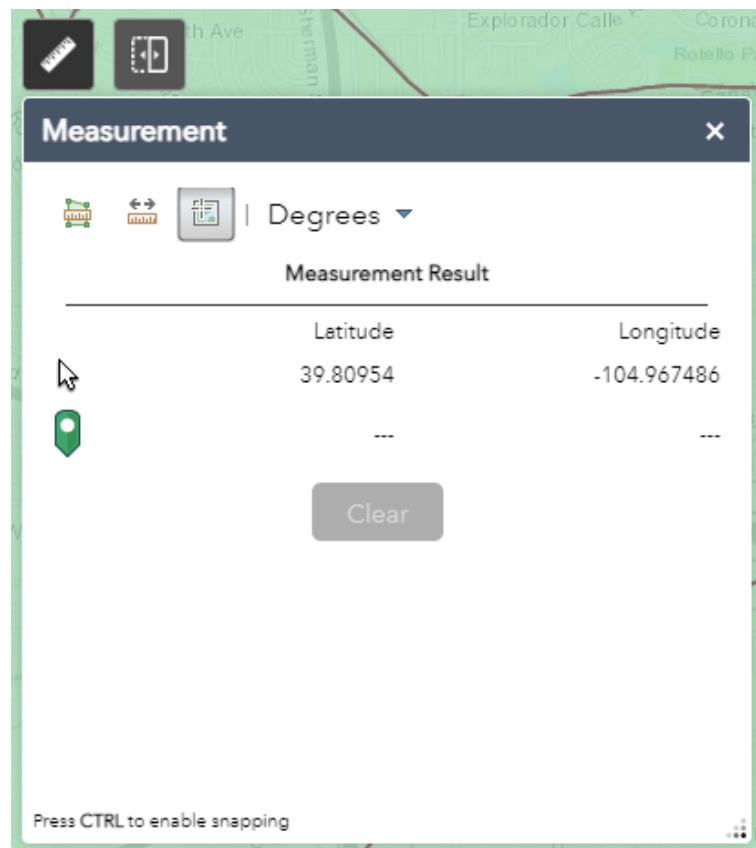 th Ave
Sherman
Explorador Calle
Corona
Rotello
Measurement
Degrees
Measurement Result
Latitude Longitude
39.80954 -104.967486
--- ---
Clear
Press CTRL to enable snapping